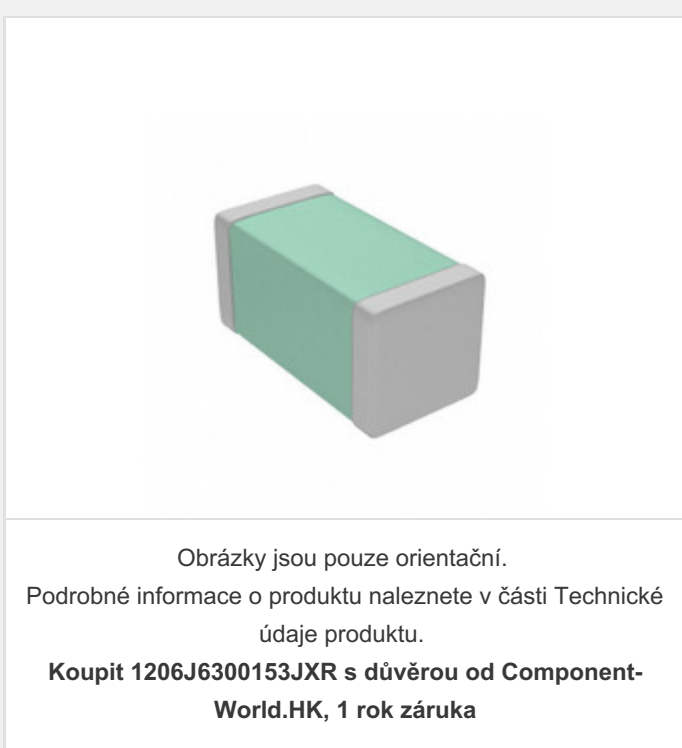 Obrázky jsou pouze orientační.
Podrobné informace o produktu naleznete v části Technické
údaje produktu.
Koupit 1206J6300153JXR s důvěrou od Component-
World.HK, 1 rok záruka